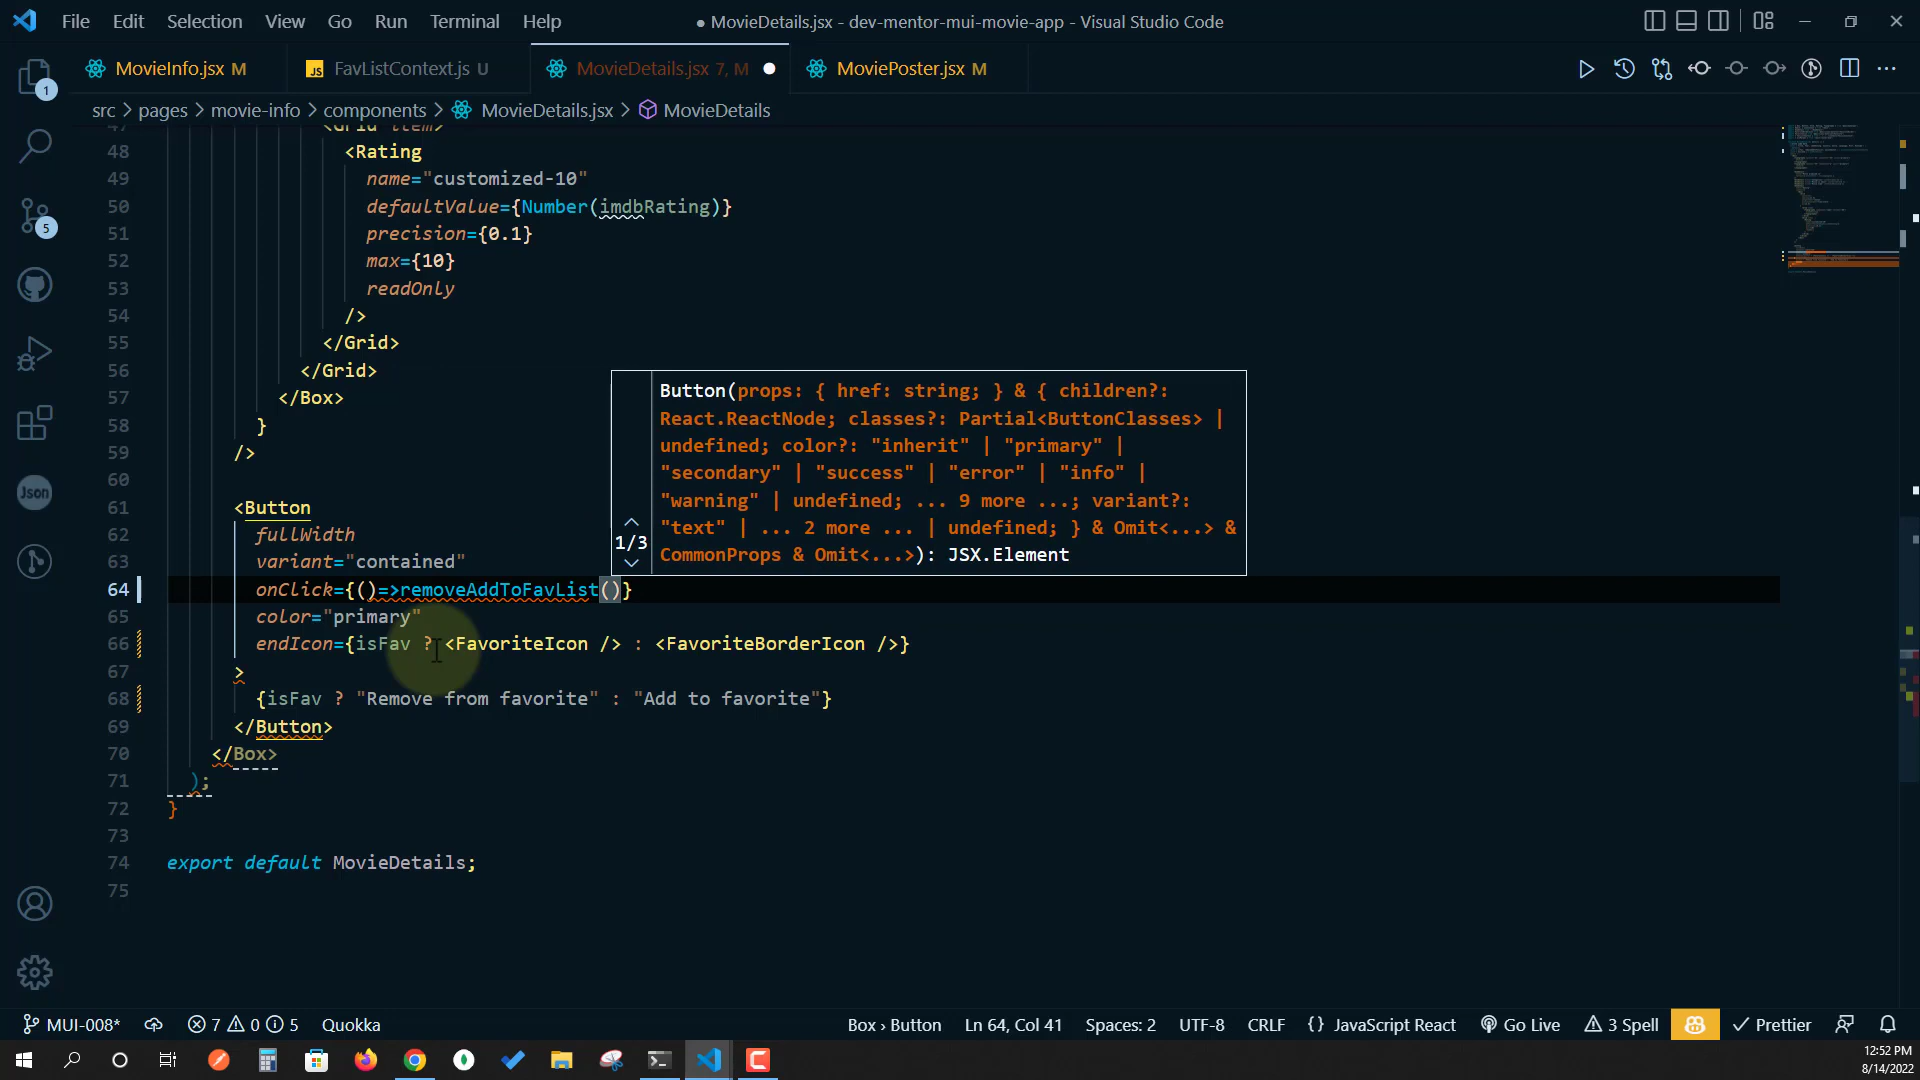 File Edit Selection View Go Run Terminal Help
● MovieDetails.jsx - dev-mentor-mui-movie-app - Visual Studio Code
MovieInfo.jsx M
JS FavListContext.js U
MovieDetails.jsx 7, M
MoviePoster.jsx M
src > pages > movie-info > components > MovieDetails.jsx > MovieDetails
47 <Grid item>
48 <Rating
49 name="customized-10"
50 defaultValue={Number(imdbRating)}
51 precision={0.1}
52 max={10}
53 readOnly
54 />
55 </Grid>
56 </Grid>
57 </Box>
58 }
59 />
60
61 <Button
62 fullWidth
63 variant="contained"
64 onClick={()=>removeAddToFavList()}
65 color="primary"
66 endIcon={isFav ? <FavoriteIcon /> : <FavoriteBorderIcon />}
67 >
68 {isFav ? "Remove from favorite" : "Add to favorite"}
69 </Button>
70 </Box>
71 );
72 }
73
74 export default MovieDetails;
75
Button(props: { href: string; } & { children?:
React.ReactNode; classes?: Partial<ButtonClasses> |
undefined; color?: "inherit" | "primary" |
"secondary" | "success" | "error" | "info" |
"warning" | undefined; ... 9 more ...; variant?:
"text" | ... 2 more ... | undefined; } & Omit<...> &
CommonProps & Omit<...>): JSX.Element
1/3
1
5
Json
MUI-008* 7 0 5 Quokka
Box › Button Ln 64, Col 41 Spaces: 2 UTF-8 CRLF {} JavaScript React Go Live 3 Spell Prettier
12:52 PM
8/14/2022